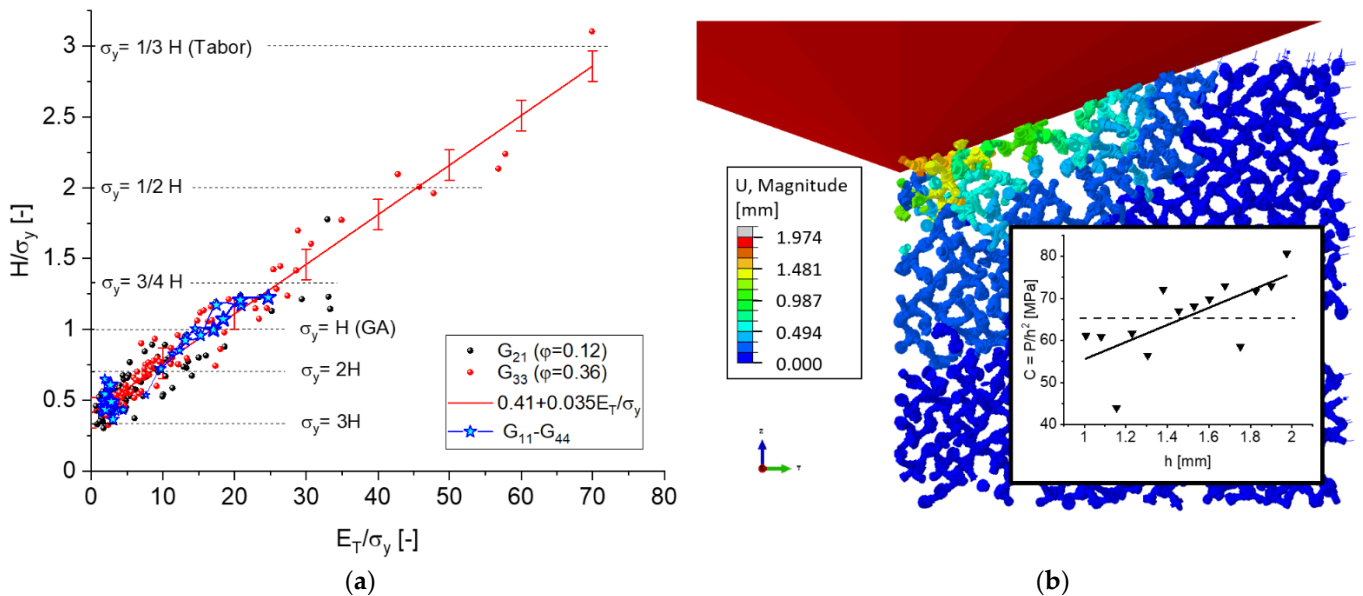 (a)
H/σy [-]
3
2.5
2
1.5
1
0.5
0
σy= 1/3 H (Tabor)
σy= 1/2 H
σy= 3/4 H
σy= H (GA)
σy= 2H
σy= 3H
G21 (φ=0.12)
G33 (φ=0.36)
0.41+0.035ET/σy
G11-G44
0 10 20 30 40 50 60 70 80
ET/σy [-]
(b)
U, Magnitude
[mm]
1.974
1.481
0.987
0.494
0.000
z
Y
C = P/h² [MPa]
80
70
60
50
40
1 1.2 1.4 1.6 1.8 2
h [mm]
(a)
(b)